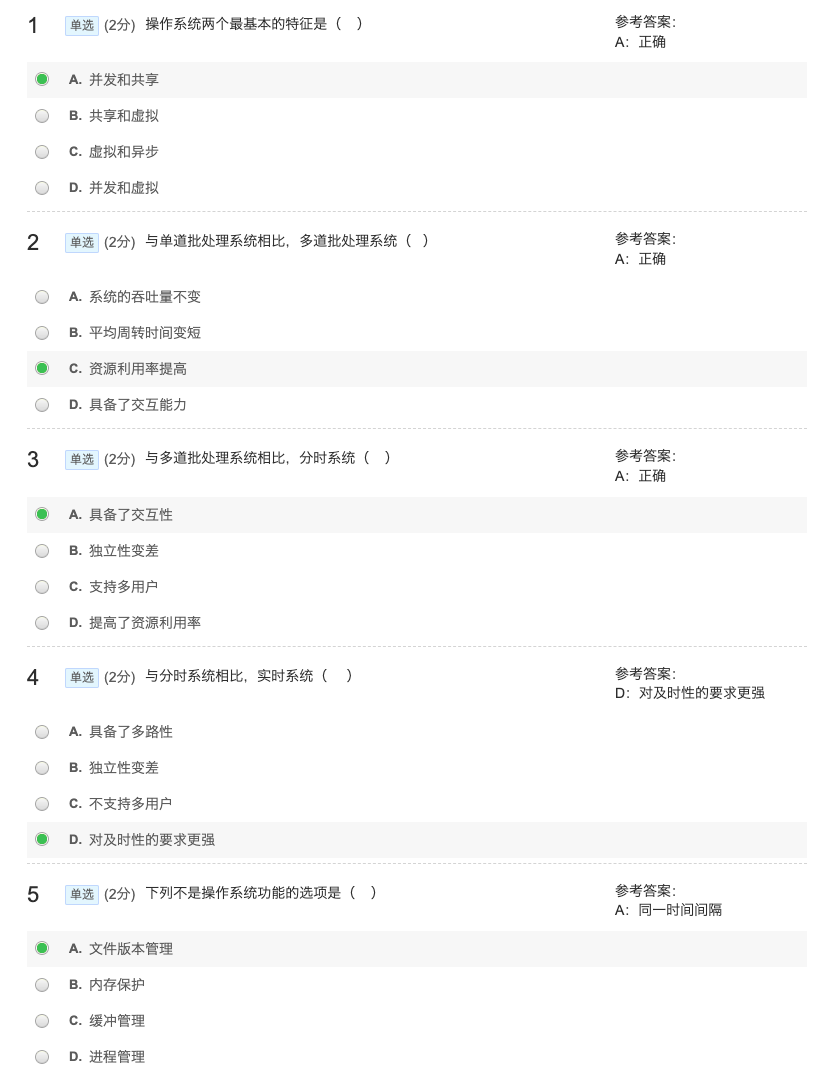 1 单选 (2分) 操作系统两个最基本的特征是（ ） 参考答案：
A：正确
A. 并发和共享
B. 共享和虚拟
C. 虚拟和异步
D. 并发和虚拟
2 单选 (2分) 与单道批处理系统相比，多道批处理系统（ ） 参考答案：
A：正确
A. 系统的吞吐量不变
B. 平均周转时间变短
C. 资源利用率提高
D. 具备了交互能力
3 单选 (2分) 与多道批处理系统相比，分时系统（ ） 参考答案：
A：正确
A. 具备了交互性
B. 独立性变差
C. 支持多用户
D. 提高了资源利用率
4 单选 (2分) 与分时系统相比，实时系统（ ） 参考答案：
D：对及时性的要求更强
A. 具备了多路性
B. 独立性变差
C. 不支持多用户
D. 对及时性的要求更强
5 单选 (2分) 下列不是操作系统功能的选项是（ ） 参考答案：
A：同一时间间隔
A. 文件版本管理
B. 内存保护
C. 缓冲管理
D. 进程管理